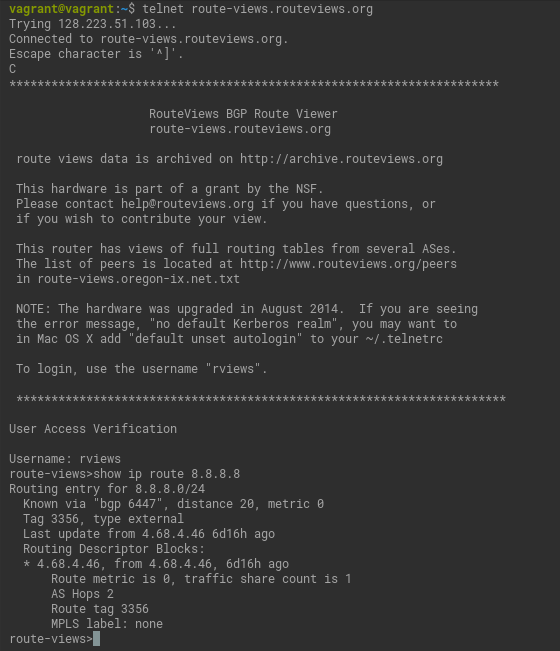 vagrant@vagrant:~$ telnet route-views.routeviews.org
Trying 128.223.51.103...
Connected to route-views.routeviews.org.
Escape character is '^]'.
C
**********************************************************************
RouteViews BGP Route Viewer
route-views.routeviews.org
route views data is archived on http://archive.routeviews.org
This hardware is part of a grant by the NSF.
Please contact help@routeviews.org if you have questions, or
if you wish to contribute your view.
This router has views of full routing tables from several ASes.
The list of peers is located at http://www.routeviews.org/peers
in route-views.oregon-ix.net.txt
NOTE: The hardware was upgraded in August 2014.  If you are seeing
the error message, "no default Kerberos realm", you may want to
in Mac OS X add "default unset autologin" to your ~/.telnetrc
To login, use the username "rviews".
**********************************************************************
User Access Verification
Username: rviews
route-views>show ip route 8.8.8.8
Routing entry for 8.8.8.0/24
Known via "bgp 6447", distance 20, metric 0
Tag 3356, type external
Last update from 4.68.4.46 6d16h ago
Routing Descriptor Blocks:
* 4.68.4.46, from 4.68.4.46, 6d16h ago
Route metric is 0, traffic share count is 1
AS Hops 2
Route tag 3356
MPLS label: none
route-views>